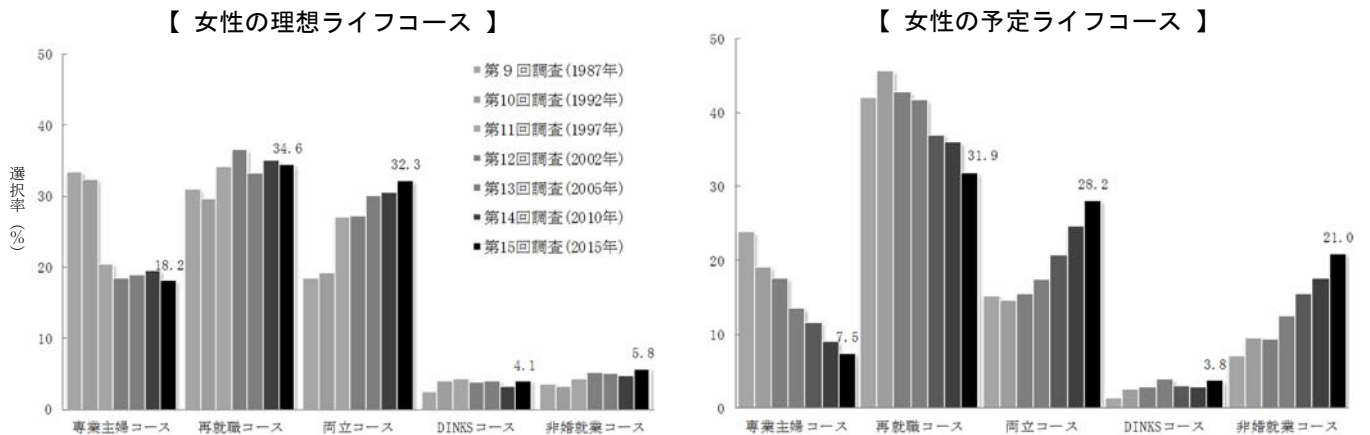 【 女性の理想ライフコース 】
選択率(%)
50
40
30
20
10
0
第9回調査(1987年)
第10回調査(1992年)
第11回調査(1997年)
第12回調査(2002年)
第13回調査(2005年)
第14回調査(2010年)
第15回調査(2015年)
18.2
34.6
32.3
4.1
5.8
専業主婦コース 再就職コース 両立コース DINKSコース 非婚就業コース
【 女性の予定ライフコース 】
50
40
30
20
10
0
7.5
31.9
28.2
3.8
21.0
専業主婦コース 再就職コース 両立コース DINKSコース 非婚就業コース